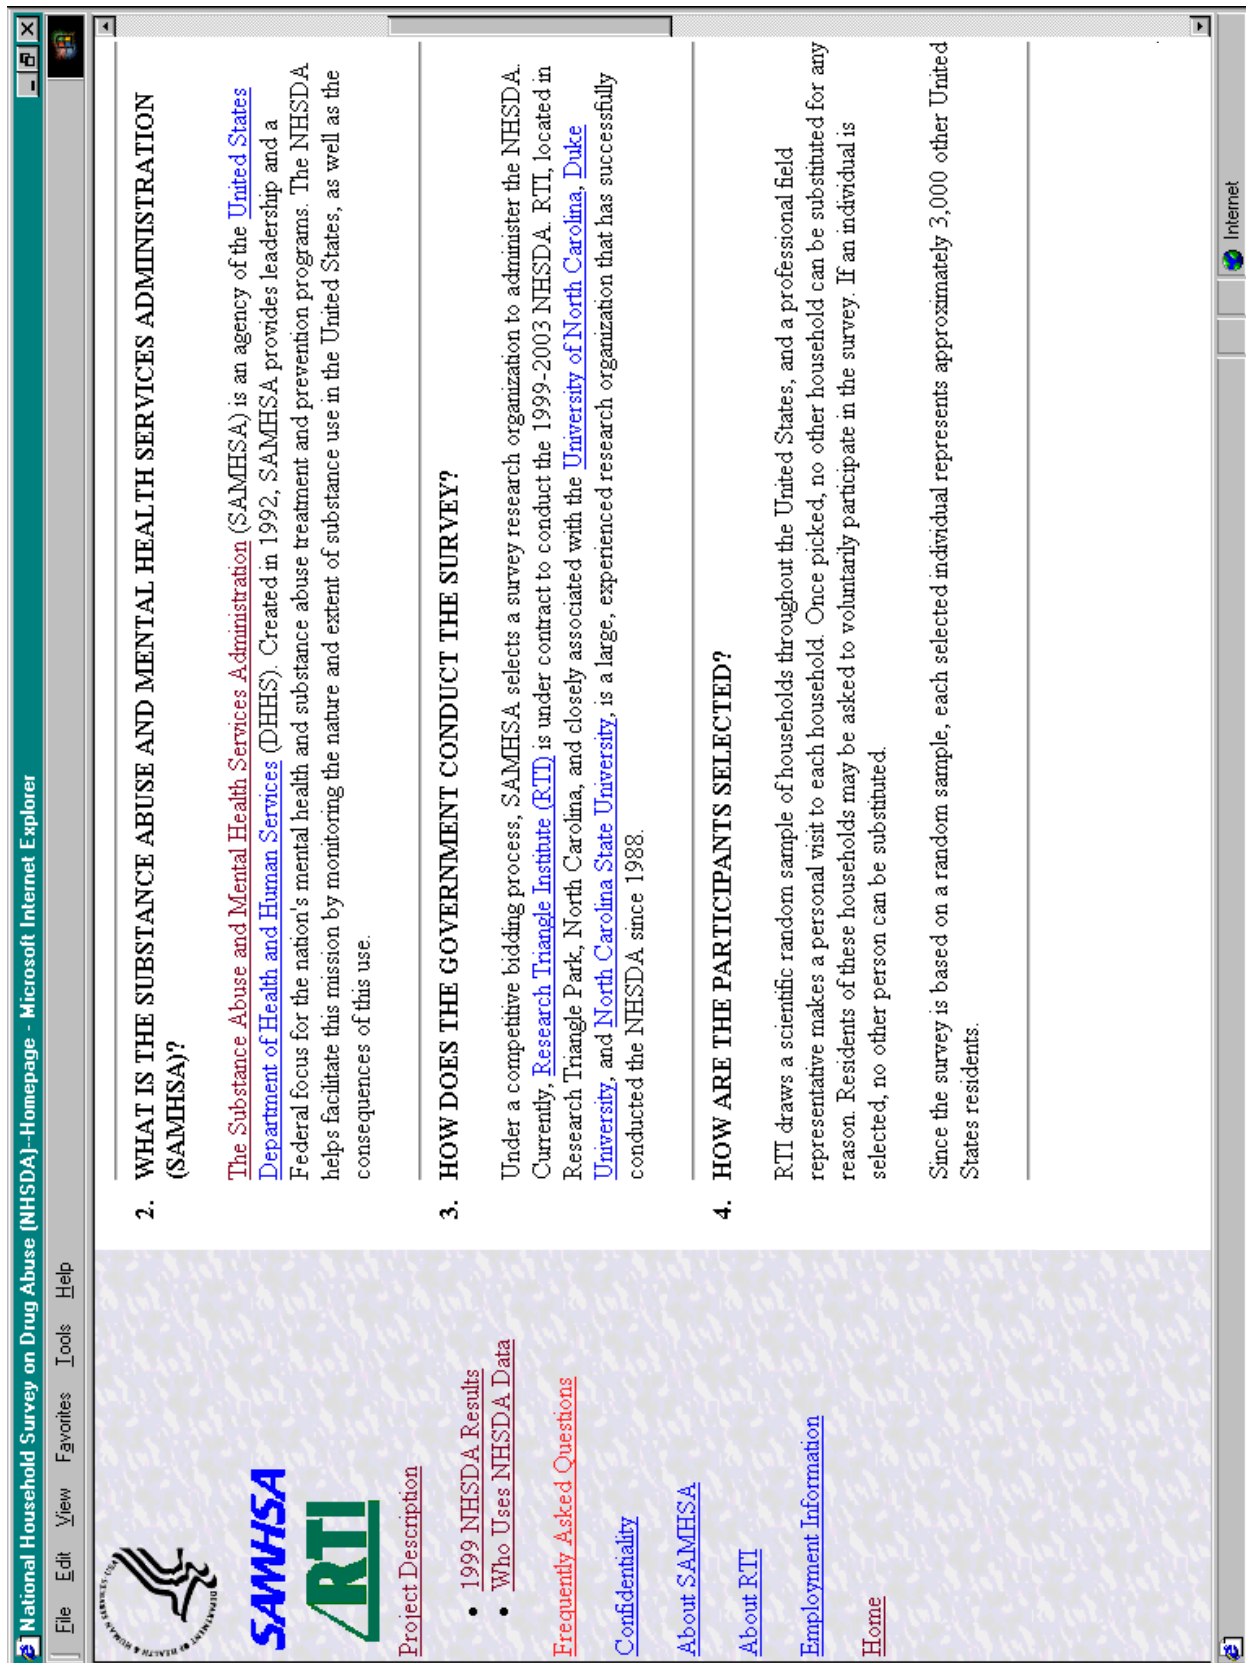 National Household Survey on Drug Abuse (NHSDA)--Homepage - Microsoft Internet Explorer
File Edit View Favorites Tools Help
DEPARTMENT OF HEALTH & HUMAN SERVICES·USA
SAMHSA
RTI
Project Description
• 1999 NHSDA Results
• Who Uses NHSDA Data
Frequently Asked Questions
Confidentiality
About SAMHSA
About RTI
Employment Information
Home
2. WHAT IS THE SUBSTANCE ABUSE AND MENTAL HEALTH SERVICES ADMINISTRATION
(SAMHSA)?
The Substance Abuse and Mental Health Services Administration (SAMHSA) is an agency of the United States
Department of Health and Human Services (DHHS). Created in 1992, SAMHSA provides leadership and a
Federal focus for the nation's mental health and substance abuse treatment and prevention programs. The NHSDA
helps facilitate this mission by monitoring the nature and extent of substance use in the United States, as well as the
consequences of this use.
3. HOW DOES THE GOVERNMENT CONDUCT THE SURVEY?
Under a competitive bidding process, SAMHSA selects a survey research organization to administer the NHSDA.
Currently, Research Triangle Institute (RTI) is under contract to conduct the 1999-2003 NHSDA. RTI, located in
Research Triangle Park, North Carolina, and closely associated with the University of North Carolina, Duke
University, and North Carolina State University, is a large, experienced research organization that has successfully
conducted the NHSDA since 1988.
4. HOW ARE THE PARTICIPANTS SELECTED?
RTI draws a scientific random sample of households throughout the United States, and a professional field
representative makes a personal visit to each household. Once picked, no other household can be substituted for any
reason. Residents of these households may be asked to voluntarily participate in the survey. If an individual is
selected, no other person can be substituted.
Since the survey is based on a random sample, each selected individual represents approximately 3,000 other United
States residents.
Internet